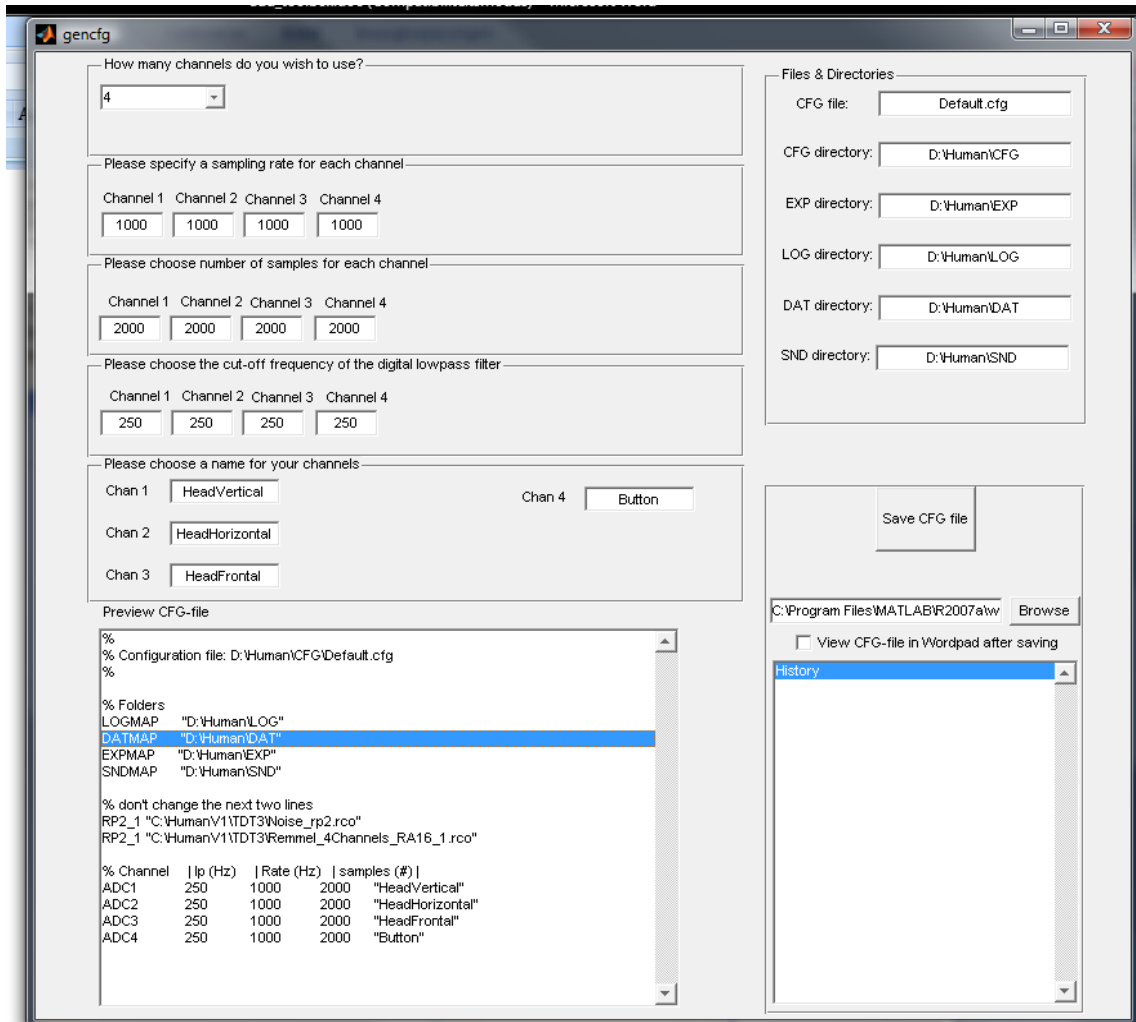 gencfg
How many channels do you wish to use?
4
Please specify a sampling rate for each channel
Channel 1 Channel 2 Channel 3 Channel 4
1000 1000 1000 1000
Please choose number of samples for each channel
Channel 1 Channel 2 Channel 3 Channel 4
2000 2000 2000 2000
Please choose the cut-off frequency of the digital lowpass filter
Channel 1 Channel 2 Channel 3 Channel 4
250 250 250 250
Please choose a name for your channels
Chan 1 HeadVertical
Chan 4 Button
Chan 2 HeadHorizontal
Chan 3 HeadFrontal
Preview CFG-file
%
% Configuration file: D:\Human\CFG\Default.cfg
%
% Folders
LOGMAP "D:\Human\LOG"
DATMAP "D:\Human\DAT"
EXPMAP "D:\Human\EXP"
SNDMAP "D:\Human\SND"
% don't change the next two lines
RP2_1 "C:\HumanV1\TDT3\Noise_rp2.rco"
RP2_1 "C:\HumanV1\TDT3\Remmel_4Channels_RA16_1.rco"
% Channel | lp (Hz) | Rate (Hz) | samples (#) |
ADC1 250 1000 2000 "HeadVertical"
ADC2 250 1000 2000 "HeadHorizontal"
ADC3 250 1000 2000 "HeadFrontal"
ADC4 250 1000 2000 "Button"
Files & Directories
CFG file: Default.cfg
CFG directory: D:\Human\CFG
EXP directory: D:\Human\EXP
LOG directory: D:\Human\LOG
DAT directory: D:\Human\DAT
SND directory: D:\Human\SND
Save CFG file
C:\Program Files\MATLAB\R2007a\w Browse
View CFG-file in Wordpad after saving
History